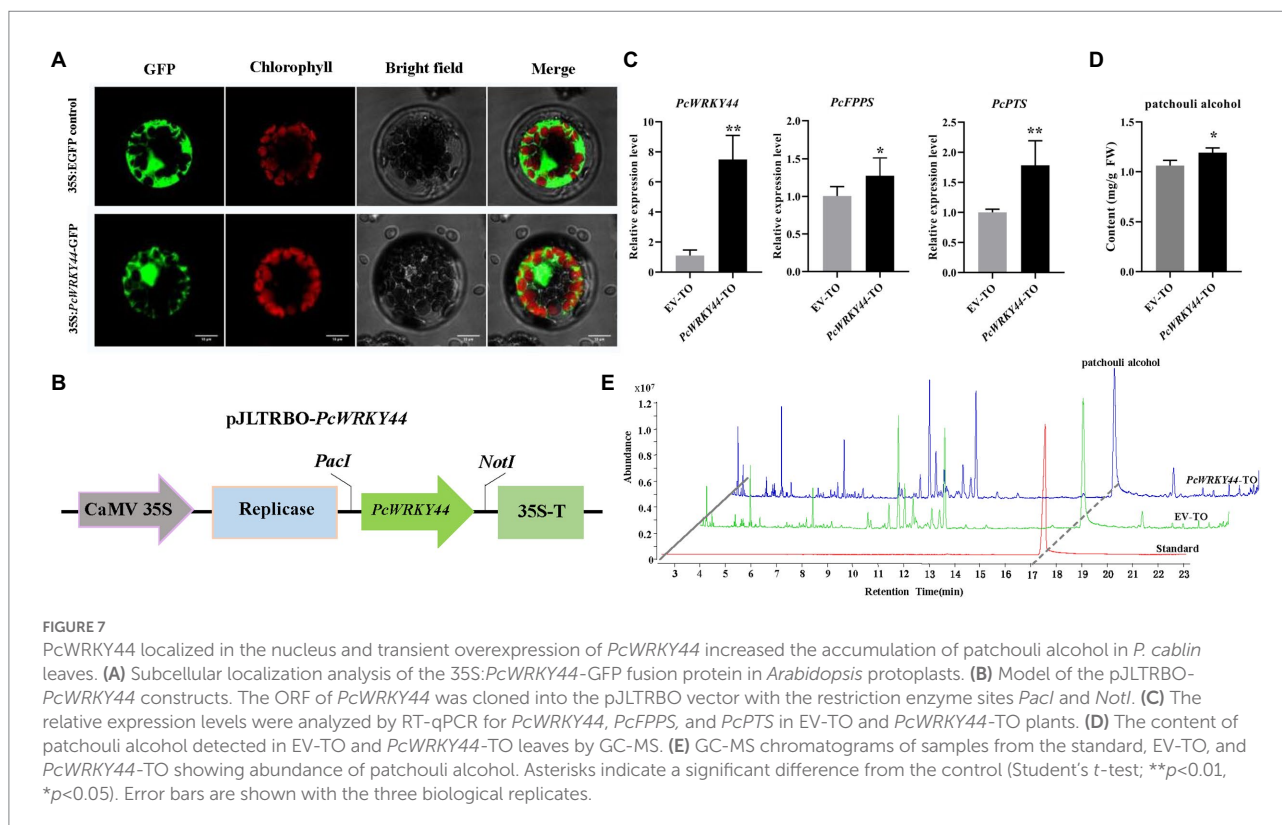 A
GFP Chlorophyll Bright field Merge
35S:EGFP control
35S:PcWRKY44-GFP
B
pJLTRBO-PcWRKY44
PacI NotI
CaMV 35S Replicase PcWRKY44 35S-T
C
PcWRKY44
Relative expression level
10
8
6
4
2
0
**
EV-TO
PcWRKY44-TO
PcFPPS
Relative expression level
2.0
1.5
1.0
0.5
0.0
*
EV-TO
PcWRKY44-TO
PcPTS
Relative expression level
2.5
2.0
1.5
1.0
0.5
0.0
**
EV-TO
PcWRKY44-TO
D
patchouli alcohol
Content (mg/g FW)
1.5
1.0
0.5
0.0
*
EV-TO
PcWRKY44-TO
E
patchouli alcohol
×10⁷
1.2
1.0
0.8
0.6
0.4
0.2
0
Abundance
PcWRKY44-TO
EV-TO
Standard
3 4 5 6 7 8 9 10 11 12 13 14 15 16 17 18 19 20 21 22 23
Retention Time(min)
FIGURE 7
PcWRKY44 localized in the nucleus and transient overexpression of PcWRKY44 increased the accumulation of patchouli alcohol in P. cablin
leaves. (A) Subcellular localization analysis of the 35S:PcWRKY44-GFP fusion protein in Arabidopsis protoplasts. (B) Model of the pJLTRBO-
PcWRKY44 constructs. The ORF of PcWRKY44 was cloned into the pJLTRBO vector with the restriction enzyme sites PacI and NotI. (C) The
relative expression levels were analyzed by RT-qPCR for PcWRKY44, PcFPPS, and PcPTS in EV-TO and PcWRKY44-TO plants. (D) The content of
patchouli alcohol detected in EV-TO and PcWRKY44-TO leaves by GC-MS. (E) GC-MS chromatograms of samples from the standard, EV-TO, and
PcWRKY44-TO showing abundance of patchouli alcohol. Asterisks indicate a significant difference from the control (Student's t-test; **p<0.01,
*p<0.05). Error bars are shown with the three biological replicates.